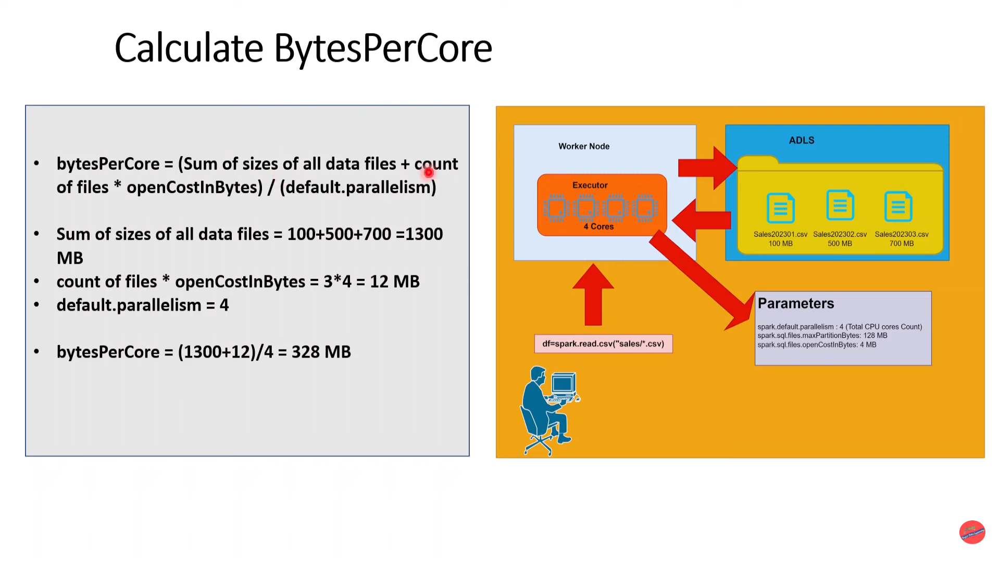 Calculate BytesPerCore
• bytesPerCore = (Sum of sizes of all data files + count
of files * openCostInBytes) / (default.parallelism)
• Sum of sizes of all data files = 100+500+700 =1300
MB
• count of files * openCostInBytes = 3*4 = 12 MB
• default.parallelism = 4
• bytesPerCore = (1300+12)/4 = 328 MB
Worker Node
Executor
4 Cores
ADLS
Sales202301.csv
100 MB
Sales202302.csv
500 MB
Sales202303.csv
700 MB
df=spark.read.csv("sales/*.csv)
Parameters
spark.default.parallelism : 4 (Total CPU cores Count)
spark.sql.files.maxPartitionBytes: 128 MB
spark.sql.files.openCostInBytes: 4 MB